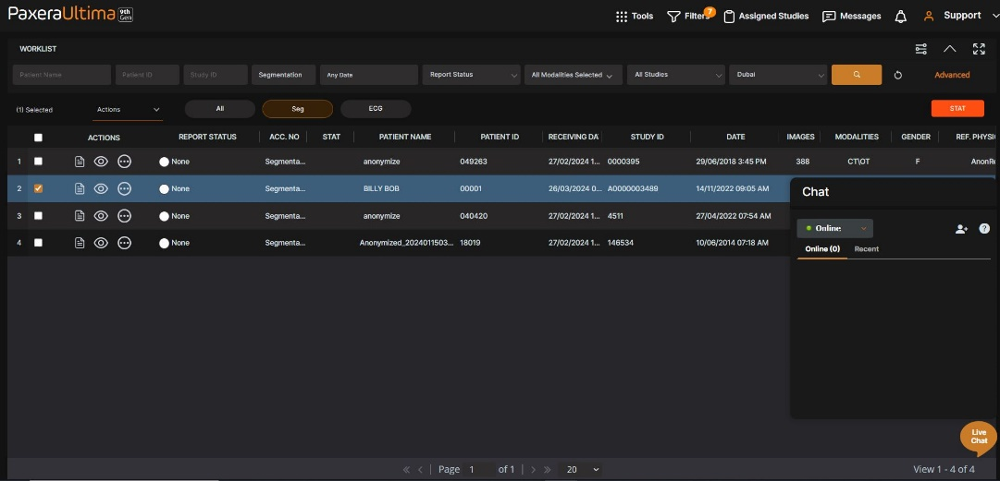 PaxeraUltima 9th Gen
Tools Filters 7 Assigned Studies Messages Support
WORKLIST
Patient Name Patient ID Study ID Segmentation Any Date Report Status All Modalities Selected All Studies Dubai Advanced
(1) Selected Actions All Seg ECG STAT
ACTIONS REPORT STATUS ACC. NO STAT PATIENT NAME PATIENT ID RECEIVING DA STUDY ID DATE IMAGES MODALITIES GENDER REF. PHYSI
1 None Segmenta... anonymize 049263 27/02/2024 1... 0000395 29/06/2018 3:45 PM 388 CT\OT F AnonRe
2 None Segmenta... BILLY BOB 00001 26/03/2024 0... A0000003489 14/11/2022 09:05 AM
Chat
3 None Segmenta... anonymize 040420 27/02/2024 1... 4511 27/04/2022 07:54 AM
Online ?
4 None Segmenta... Anonymized_2024011503... 18019 27/02/2024 1... 146534 10/06/2014 07:18 AM
Online (0) Recent
Live
Chat
Page 1 of 1 20 View 1 - 4 of 4